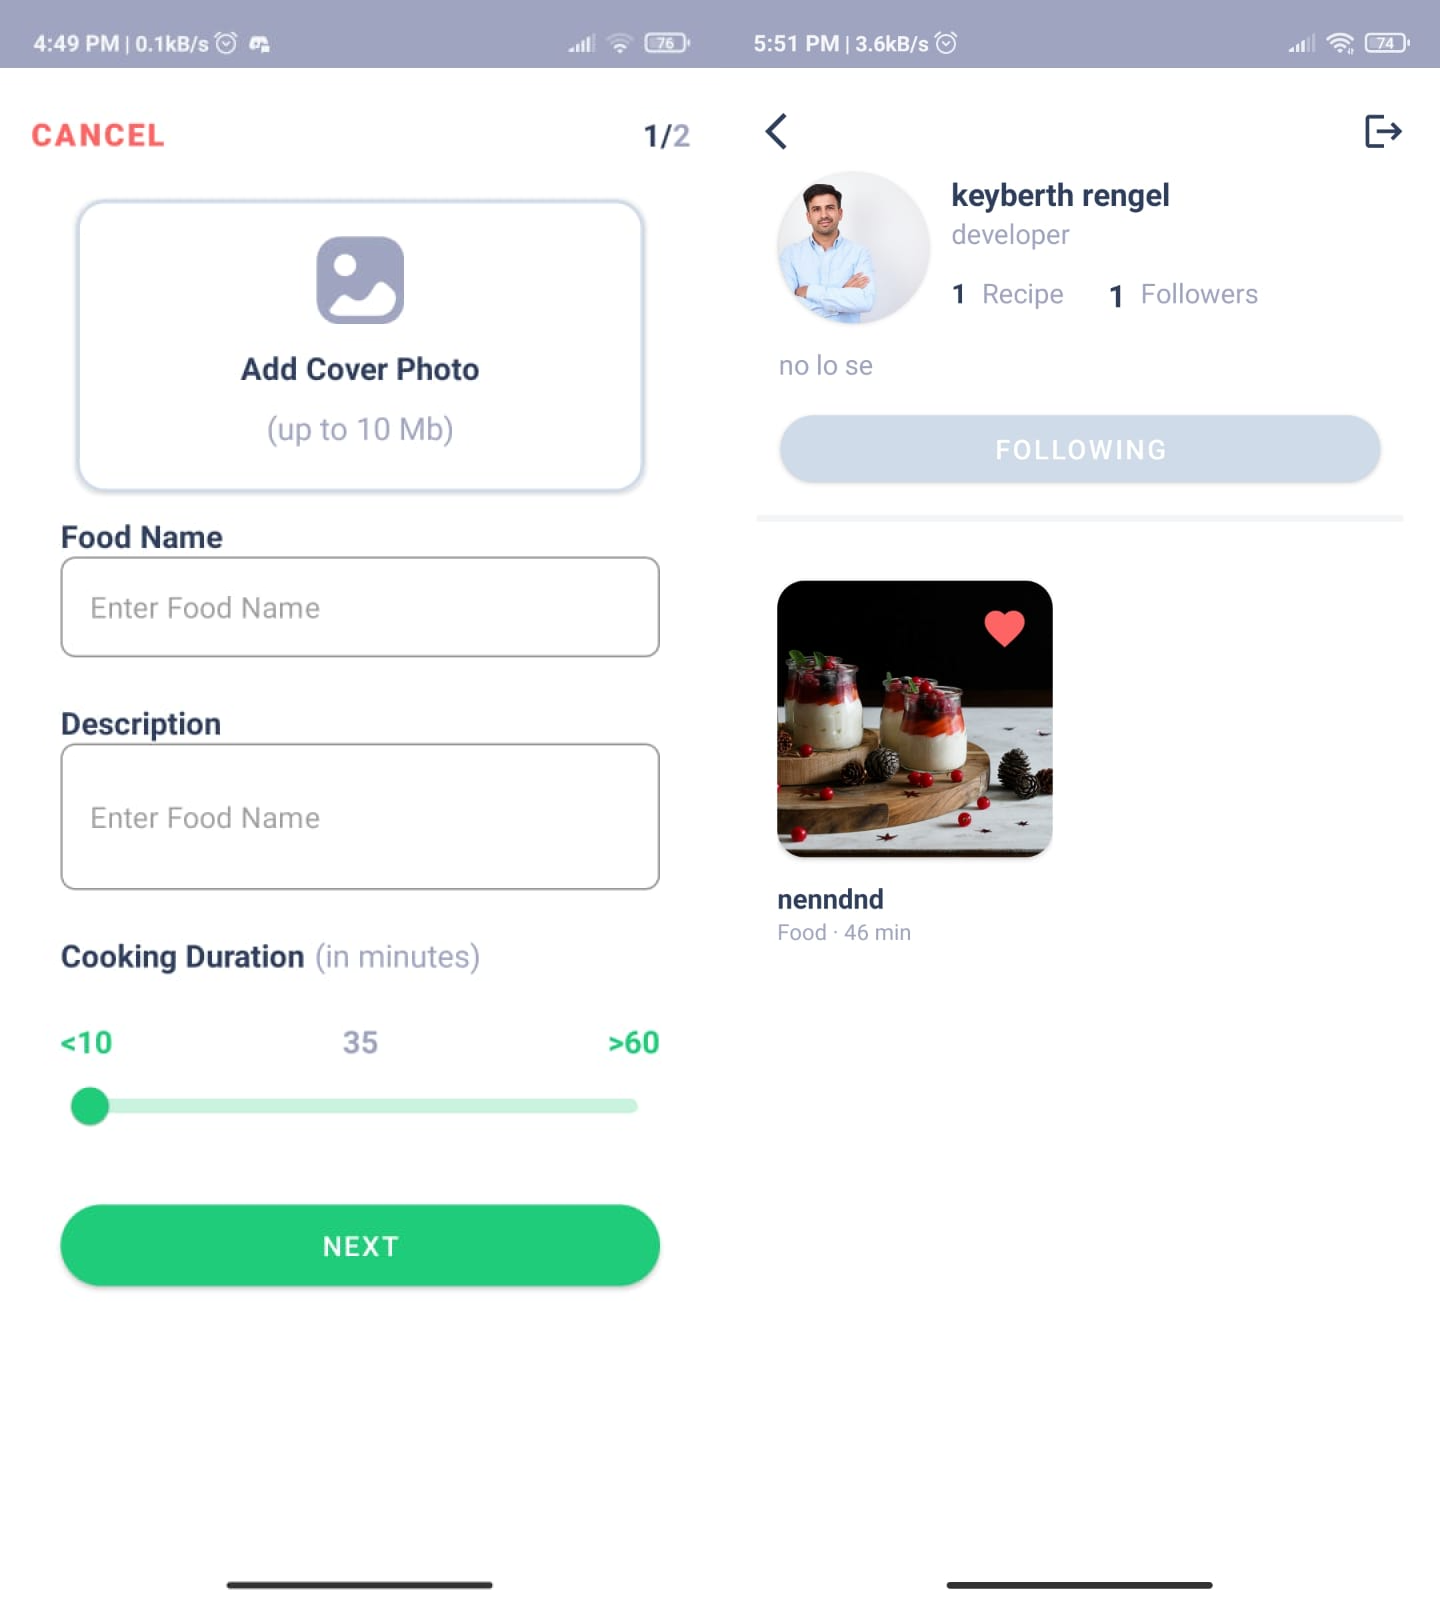 4:49 PM | 0.1kB/s
76
CANCEL
1/2
Add Cover Photo
(up to 10 Mb)
Food Name
Enter Food Name
Description
Enter Food Name
Cooking Duration (in minutes)
<10 35 >60
NEXT
5:51 PM | 3.6kB/s
74
keyberth rengel
developer
1 Recipe 1 Followers
no lo se
FOLLOWING
nenndnd
Food · 46 min